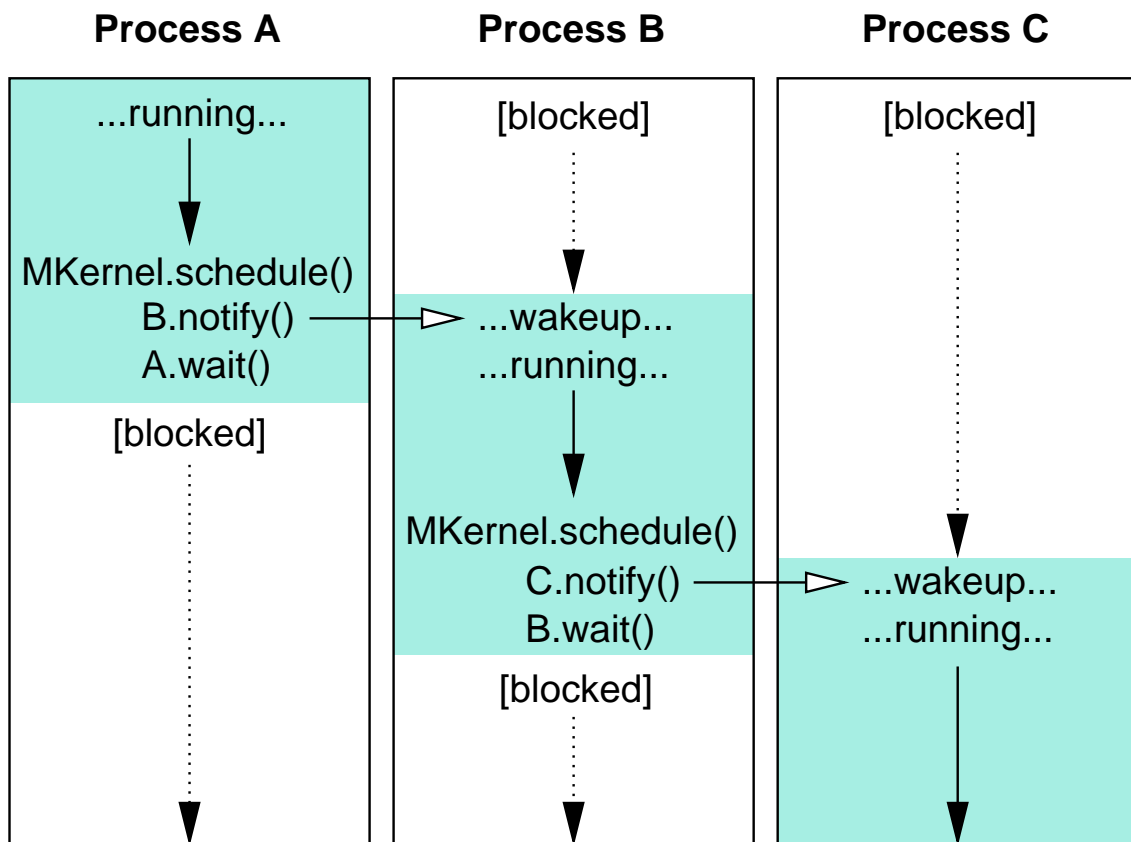 Process A
...running...
MKernel.schedule()
B.notify()
A.wait()
[blocked]
Process B
[blocked]
...wakeup...
...running...
MKernel.schedule()
C.notify()
B.wait()
[blocked]
Process C
[blocked]
...wakeup...
...running...